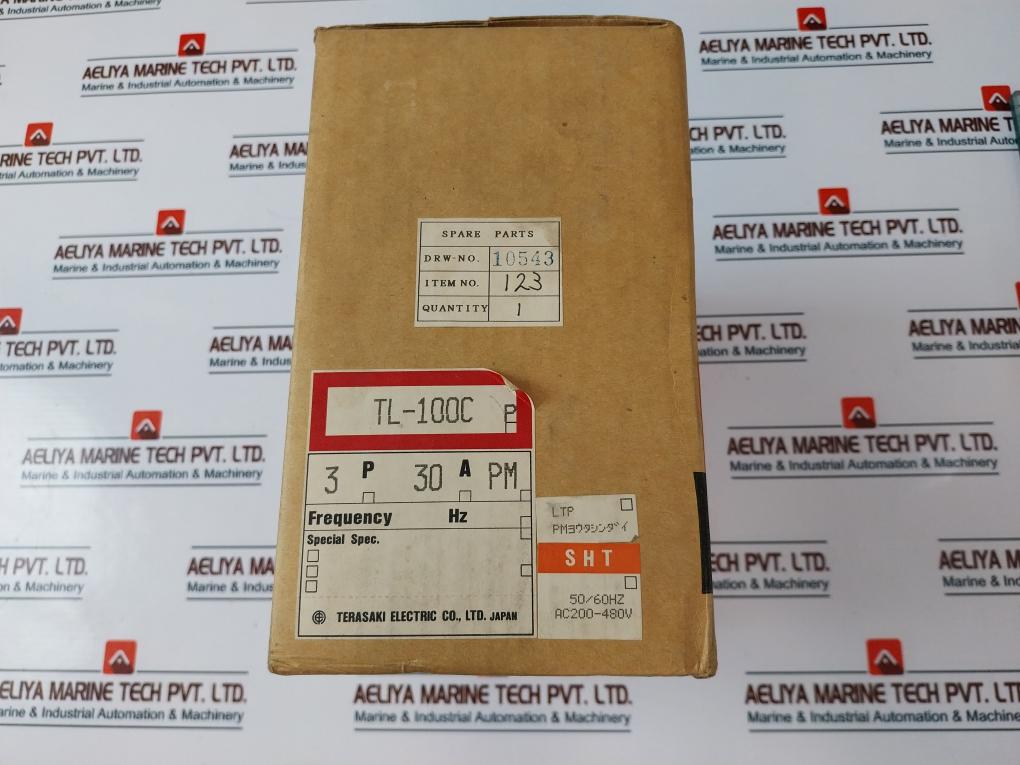 AELIYA MARINE TECH PVT. LTD.
Marine & Industrial Automation & Machinery
SPARE PARTS
DRW-NO. 10543
ITEM NO. 123
QUANTITY 1
TL-100C P
3 P 30 A PM
Frequency Hz
Special Spec.
TERASAKI ELECTRIC CO., LTD. JAPAN
LTP
PMヨウタンシダイ
SHT
50/60HZ
AC200-480V